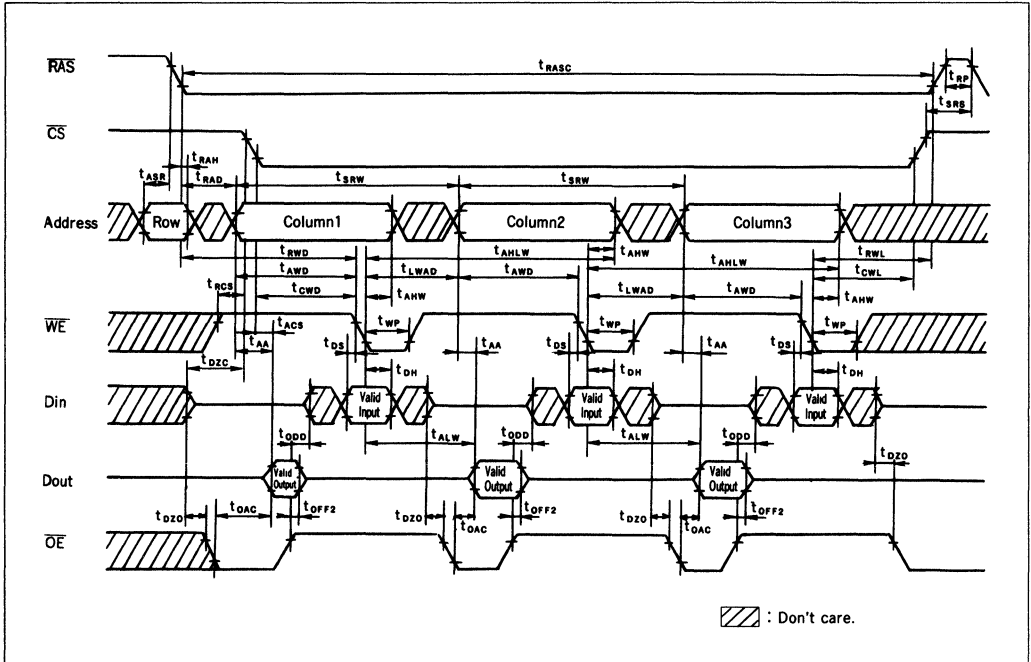 RAS
tRASC
tRP
tSRS
CS
tASR
tRAH
tRAD
tSRW
tSRW
Address
Row
Column1
Column2
Column3
tRWD
tAHLW
tAHW
tRWL
tAWD
tLWAD
tAWD
tAHLW
tCWL
tRCS
tCWD
tAHW
tLWAD
tAWD
tAHW
WE
tACS
tWP
tWP
tWP
tAA
tDS
tAA
tDS
tAA
tDS
tDZC
tDH
tDH
tDH
Din
Valid
Input
Valid
Input
Valid
Input
tODD
tALW
tODD
tALW
tODD
tDZO
Dout
Valid
Output
Valid
Output
Valid
Output
tDZO
tOAC
tOFF2
tDZO
tOAC
tOFF2
tDZO
tOAC
tOFF2
OE
: Don't care.